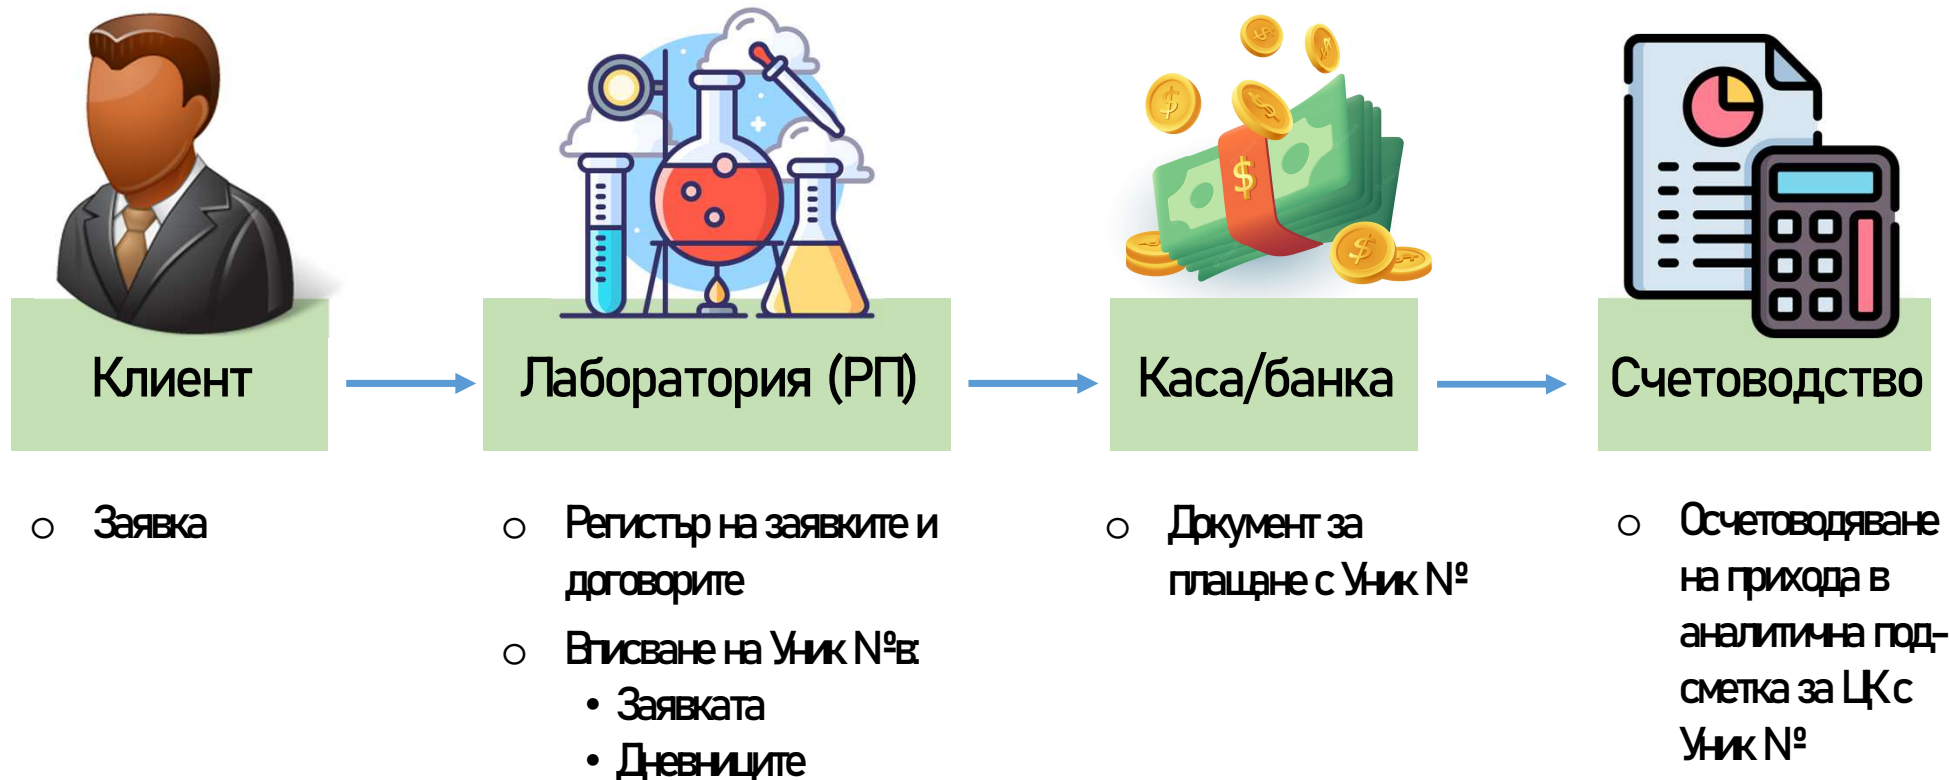 Клиент
Лаборатория (РП)
Каса/банка
Счетоводство
Заявка
Регистър на заявките и
договорите
Вписване на Уник №в:
Заявката
Дневниците
Документ за
плащане с Уник №
Осчетоводяване
на прихода в
аналитична под-
сметка за ЦК с
Уник №